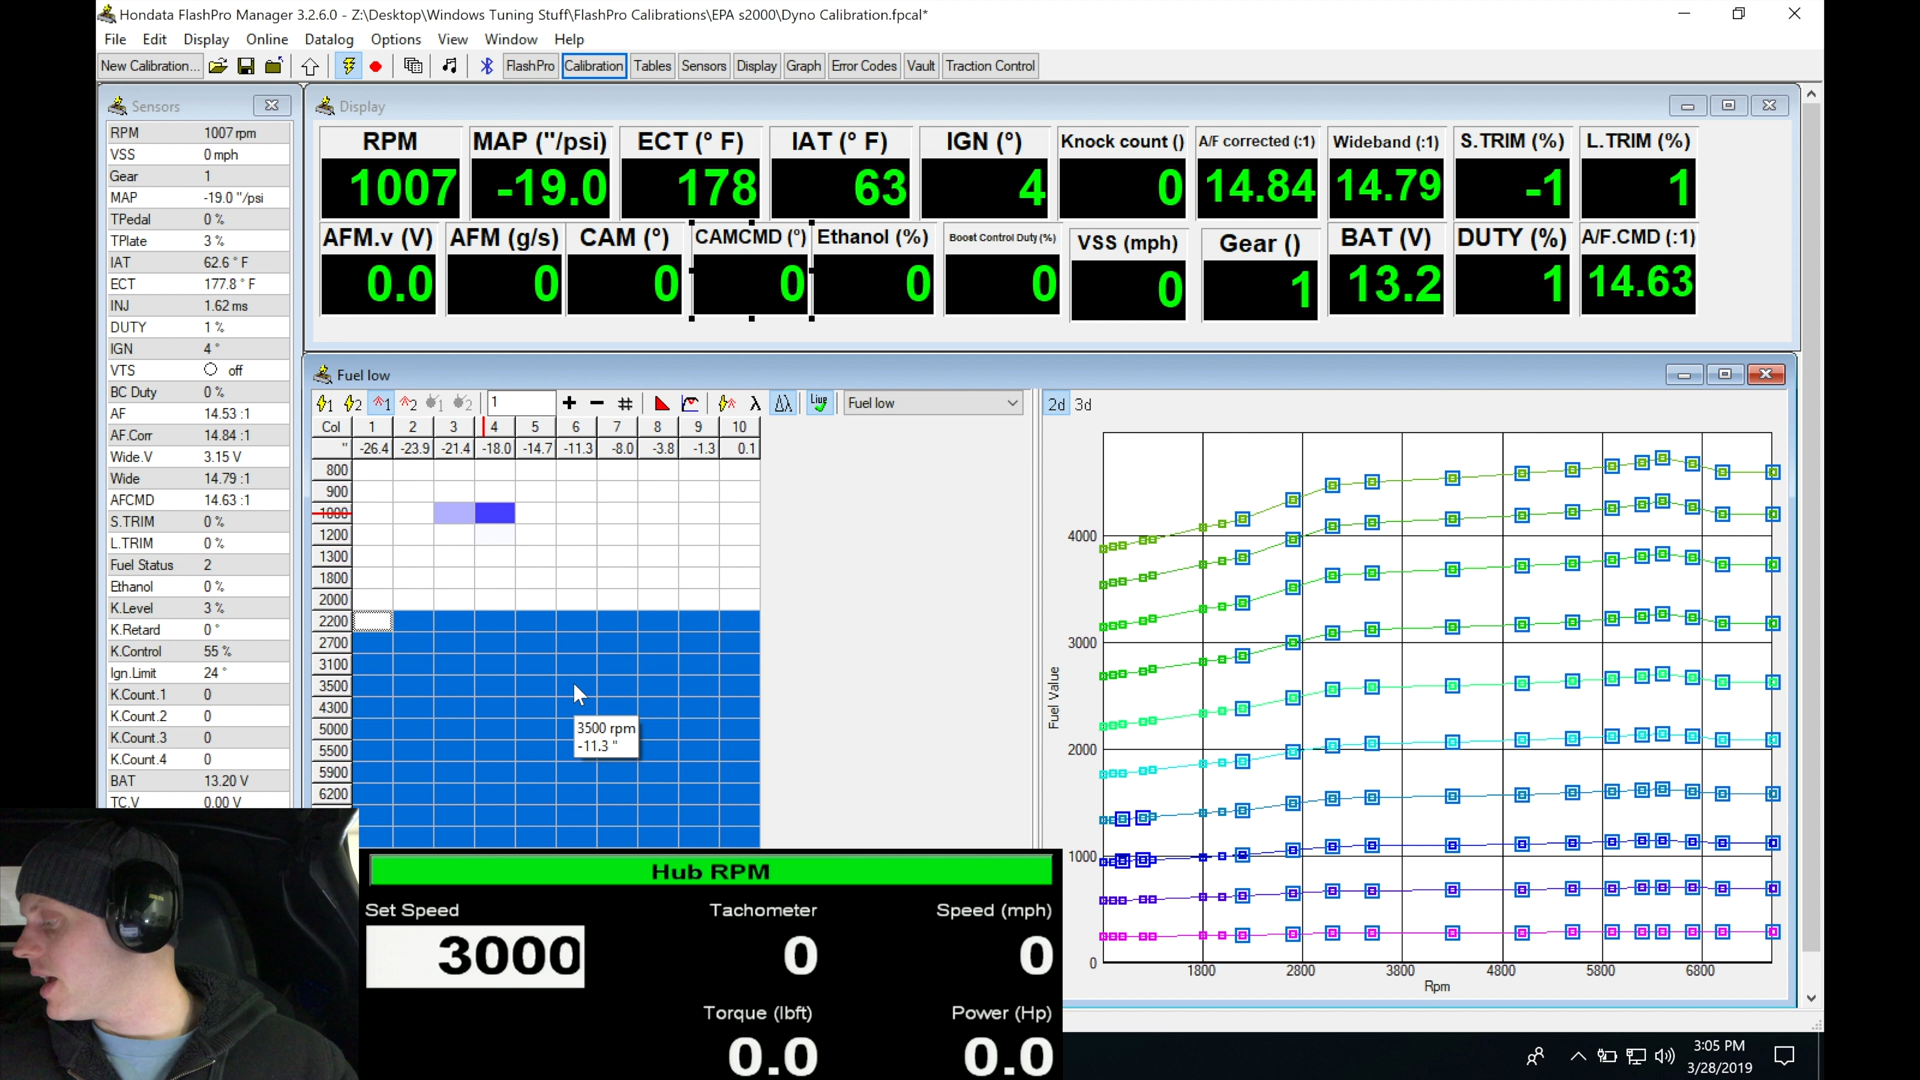 Hondata FlashPro Manager 3.2.6.0 - Z:\Desktop\Windows Tuning Stuff\FlashPro Calibrations\EPA s2000\Dyno Calibration.fpcal*
File Edit Display Online Datalog Options View Window Help
New Calibration... FlashPro Calibration Tables Sensors Display Graph Error Codes Vault Traction Control
Sensors
RPM 1007 rpm
VSS 0 mph
Gear 1
MAP -19.0 "/psi
TPedal 0 %
TPlate 3 %
IAT 62.6 ° F
ECT 177.8 ° F
INJ 1.62 ms
DUTY 1 %
IGN 4 °
VTS off
BC Duty 0 %
AF 14.53 :1
AF.Corr 14.84 :1
Wide.V 3.15 V
Wide 14.79 :1
AFCMD 14.63 :1
S.TRIM 0 %
L.TRIM 0 %
Fuel Status 2
Ethanol 0 %
K.Level 3 %
K.Retard 0 °
K.Control 55 %
Ign.Limit 24 °
K.Count.1 0
K.Count.2 0
K.Count.3 0
K.Count.4 0
BAT 13.20 V
TC.V 0.00 V
Display
RPM MAP ("/psi) ECT (° F) IAT (° F) IGN (°) Knock count () A/F corrected (:1) Wideband (:1) S.TRIM (%) L.TRIM (%)
1007 -19.0 178 63 4 0 14.84 14.79 -1 1
AFM.v (V) AFM (g/s) CAM (°) CAMCMD (°) Ethanol (%) Boost Control Duty (%) VSS (mph) Gear () BAT (V) DUTY (%) A/F.CMD (:1)
0.0 0 0 0 0 0 0 1 13.2 1 14.63
Fuel low
1 2 1 2 1 2 1 + - # λ Δλ Live Fuel low
Col 1 2 3 4 5 6 7 8 9 10
" -26.4 -23.9 -21.4 -18.0 -14.7 -11.3 -8.0 -3.8 -1.3 0.1
800
900
1000
1200
1300
1800
2000
2200
2700
3100
3500
4300
5000
5500
5900
6200
3500 rpm
-11.3 "
2d 3d
4000
3000
2000
1000
0
Fuel Value
1800 2800 3800 4800 5800 6800
Rpm
Hub RPM
Set Speed Tachometer Speed (mph)
3000 0 0
Torque (lbft) Power (Hp)
0.0 0.0
3:05 PM
3/28/2019